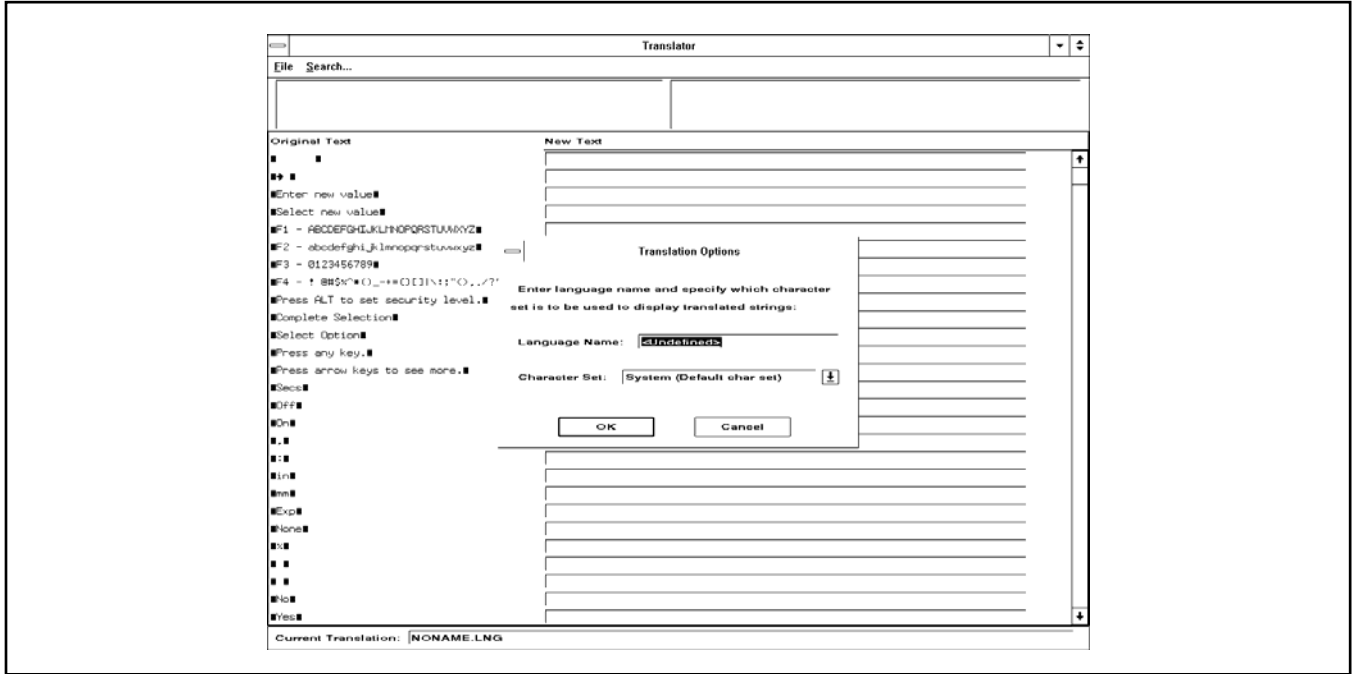 Translator
File Search...
Original Text New Text
Enter new value
Select new value
F1 - ABCDEFGHIJKLMNOPQRSTUVWXYZ
F2 - abcdefghijklmnopqrstuvwxyz
F3 - 0123456789
F4 - !
Press ALT to set security level.
Complete Selection
Select Option
Press any key.
Press arrow keys to see more.
Secs
Off
On
.
:
in
mm
Exp
None
%
No
Yes
Translation Options
Enter language name and specify which character
set is to be used to display translated strings:
Language Name: <Undefined>
Character Set: System (Default char set)
OK Cancel
Current Translation: NONAME.LNG